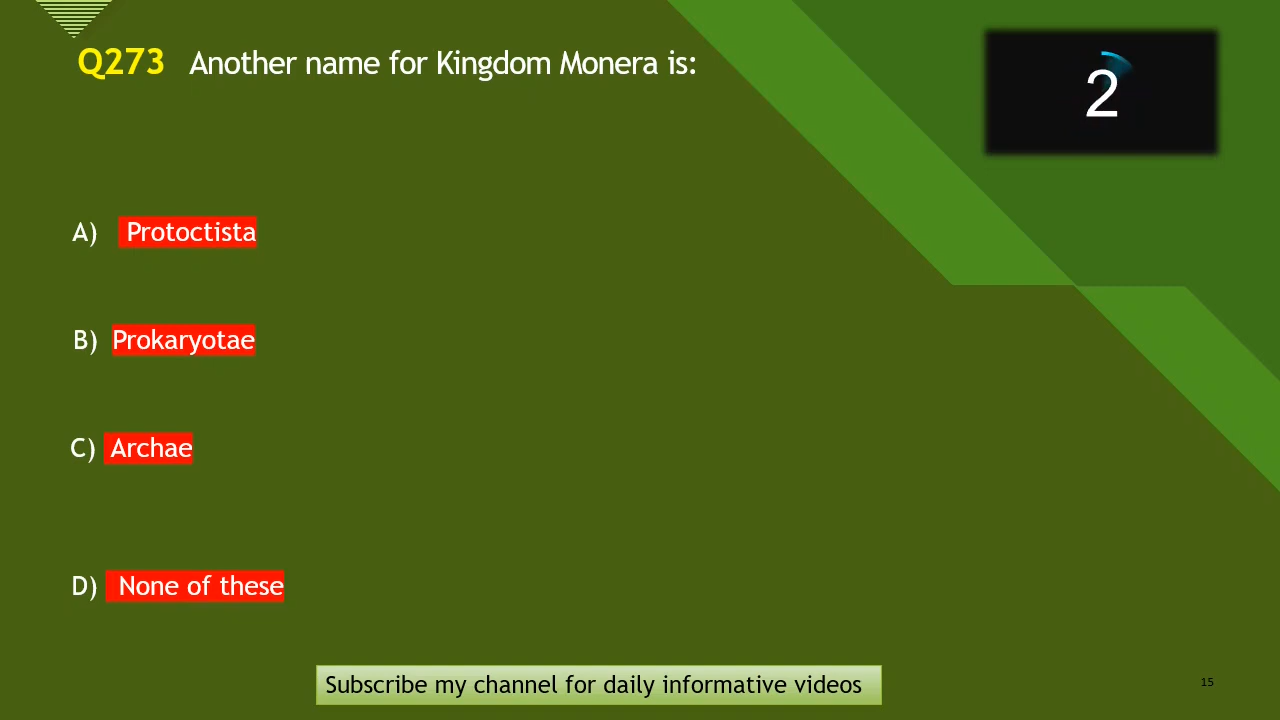 Q273 Another name for Kingdom Monera is:
2
A) Protoctista
B) Prokaryotae
C) Archae
D) None of these
Subscribe my channel for daily informative videos
15